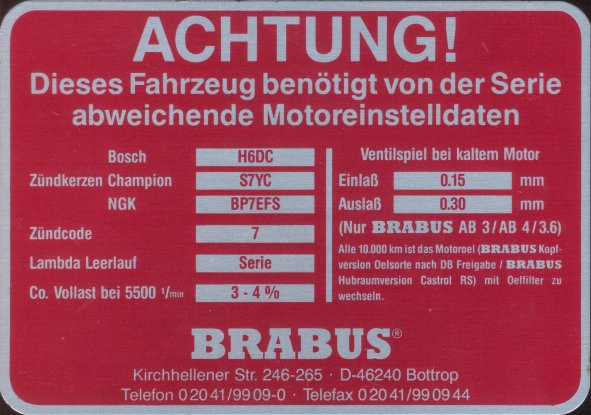 ACHTUNG!
Dieses Fahrzeug benötigt von der Serie
abweichende Motoreinstelldaten
Bosch H6DC
Zündkerzen Champion S7YC
NGK BP7EFS
Zündcode 7
Lambda Leerlauf Serie
Co. Vollast bei 5500 1/min 3 - 4 %
Ventilspiel bei kaltem Motor
Einlaß 0.15 mm
Auslaß 0.30 mm
(Nur BRABUS AB 3/AB 4/3.6)
Alle 10.000 km ist das Motoroel (BRABUS Kopf-
version Oelsorte nach DB Freigabe / BRABUS
Hubraumversion Castrol RS) mit Oelfilter zu
wechseln.
BRABUS®
Kirchhellener Str. 246-265 · D-46240 Bottrop
Telefon 0 20 41/99 09-0 · Telefax 0 20 41/99 09 44